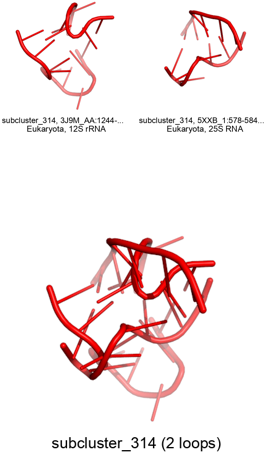 subcluster_314, 3J9M_AA:1244-...
Eukaryota, 12S rRNA
subcluster_314, 5XXB_1:578-584...
Eukaryota, 25S RNA
subcluster_314 (2 loops)